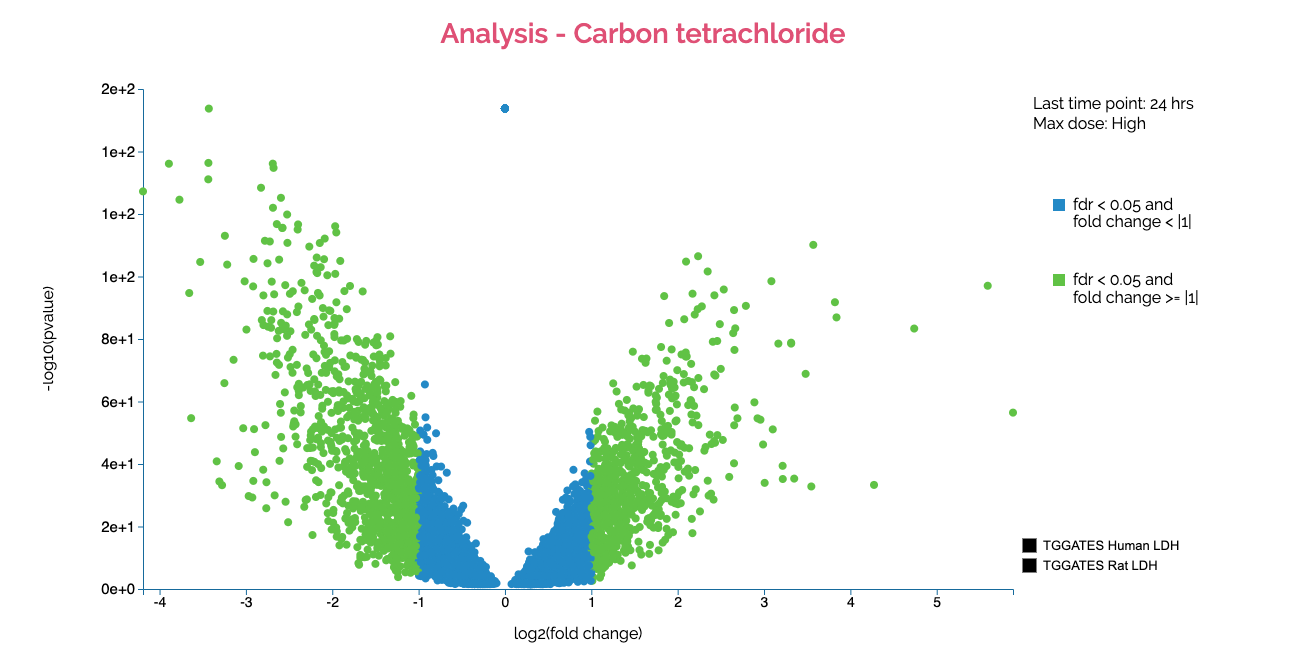 Analysis - Carbon tetrachloride
Last time point: 24 hrs
Max dose: High
fdr < 0.05 and
fold change < |1|
fdr < 0.05 and
fold change >= |1|
TGGATES Human LDH
TGGATES Rat LDH
-log10(pvalue)
2e+2
1e+2
1e+2
1e+2
8e+1
6e+1
4e+1
2e+1
0e+0
-4 -3 -2 -1 0 1 2 3 4 5
log2(fold change)